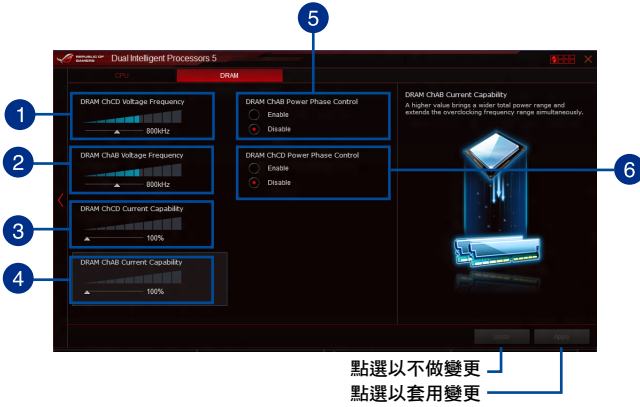 5
REPUBLIC OF GAMERS
Dual Intelligent Processors 5
CPU
DRAM
1
DRAM ChCD Voltage Frequency
800kHz
2
DRAM ChAB Voltage Frequency
800kHz
3
DRAM ChCD Current Capability
100%
4
DRAM ChAB Current Capability
100%
DRAM ChAB Power Phase Control
Enable
Disable
DRAM ChCD Power Phase Control
Enable
Disable
6
DRAM ChAB Current Capability
A higher value brings a wider total power range and
extends the overclocking frequency range simultaneously.
Apply
點選以不做變更
點選以套用變更